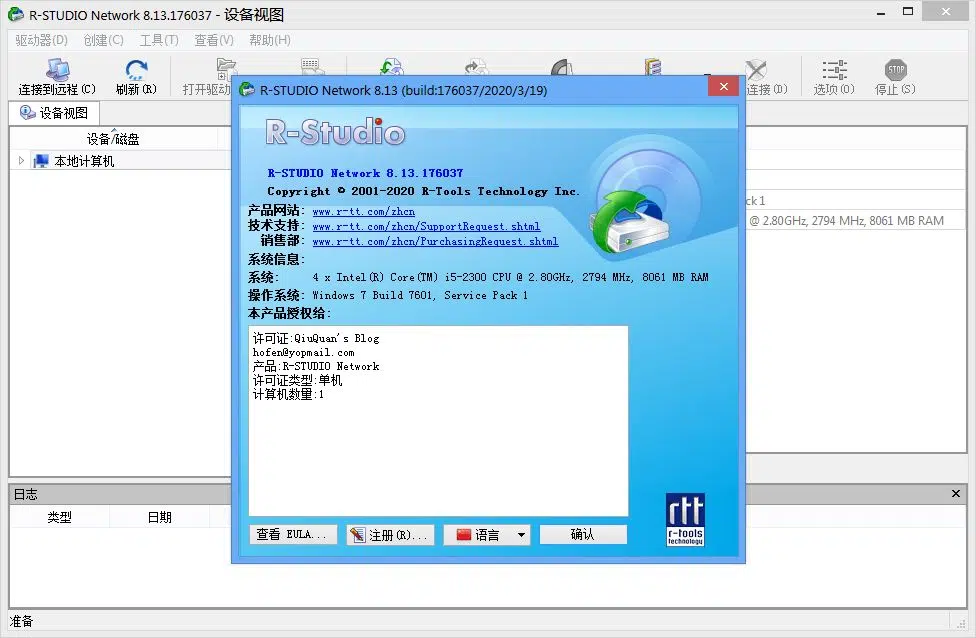 R-STUDIO Network 8.13.176037 - 设备视图
驱动器(D) 创建(C) 工具(T) 查看(V) 帮助(H)
连接到远程 (C) 刷新 (R) 打开驱动 连接 (D) 选项 (O) 停止 (S)
STOP
设备视图
设备/磁盘
本地计算机
ck 1
@ 2.80GHz, 2794 MHz, 8061 MB RAM
R-STUDIO Network 8.13 (build:176037/2020/3/19)
R-Studio
R-STUDIO Network 8.13.176037
Copyright © 2001-2020 R-Tools Technology Inc.
产品网站: www.r-tt.com/zhcn
技术支持: www.r-tt.com/zhcn/SupportRequest.shtml
销售部: www.r-tt.com/zhcn/PurchasingRequest.shtml
系统信息:
系统: 4 x Intel(R) Core(TM) i5-2300 CPU @ 2.80GHz, 2794 MHz, 8061 MB RAM
操作系统: Windows 7 Build 7601, Service Pack 1
本产品授权给:
许可证:QiuQuan's Blog
hofen@yopmail.com
产品:R-STUDIO Network
许可证类型:单机
计算机数量:1
查看 EULA... 注册(R)... 语言 确认
rtt
r-tools
technology
日志
类型 日期
准备